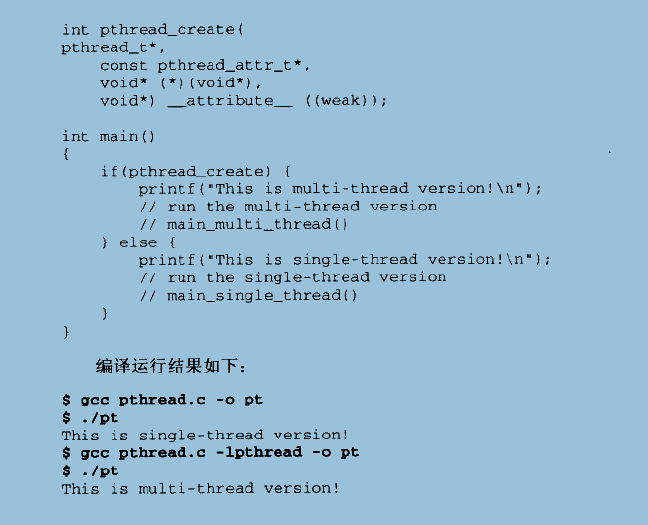 int pthread_create(
pthread_t*,
    const pthread_attr_t*,
    void* (*)(void*),
    void*) __attribute__ ((weak));

int main()
{
    if(pthread_create) {
        printf("This is multi-thread version!\n");
        // run the multi-thread version
        // main_multi_thread()
    } else {
        printf("This is single-thread version!\n");
        // run the single-thread version
        // main_single_thread()
    }
}

编译运行结果如下：

$ gcc pthread.c -o pt
$ ./pt
This is single-thread version!
$ gcc pthread.c -lpthread -o pt
$ ./pt
This is multi-thread version!